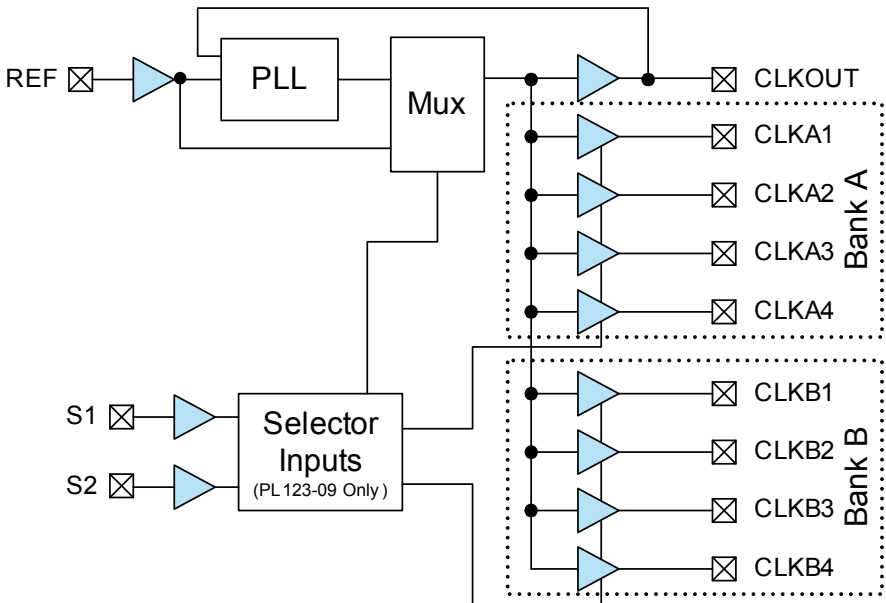 REF
PLL
Mux
CLKOUT
CLKA1
CLKA2
CLKA3
CLKA4
Bank A
S1
S2
Selector
Inputs
(PL123-09 Only)
CLKB1
CLKB2
CLKB3
CLKB4
Bank B